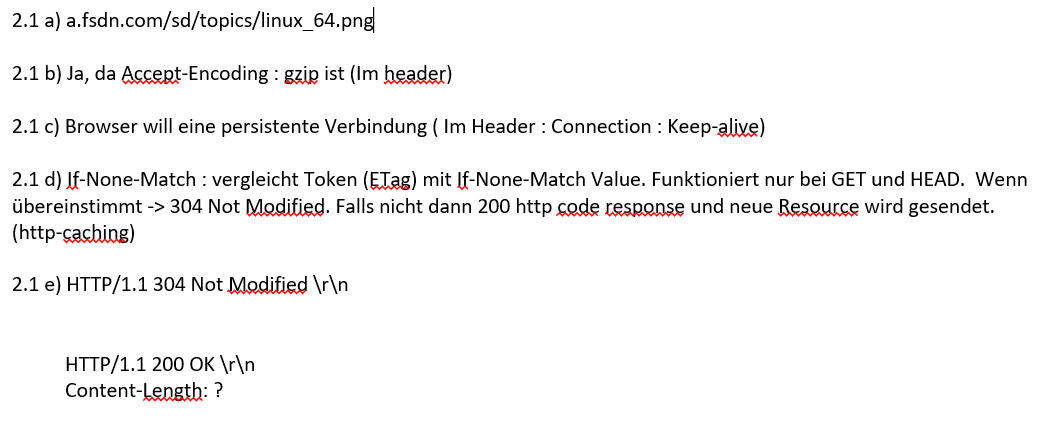 2.1 a) a.fsdn.com/sd/topics/linux_64.png
2.1 b) Ja, da Accept-Encoding : gzip ist (Im header)
2.1 c) Browser will eine persistente Verbindung ( Im Header : Connection : Keep-alive)
2.1 d) If-None-Match : vergleicht Token (ETag) mit If-None-Match Value. Funktioniert nur bei GET und HEAD.  Wenn
übereinstimmt -> 304 Not Modified. Falls nicht dann 200 http code response und neue Resource wird gesendet.
(http-caching)
2.1 e) HTTP/1.1 304 Not Modified \r\n
HTTP/1.1 200 OK \r\n
Content-Length: ?